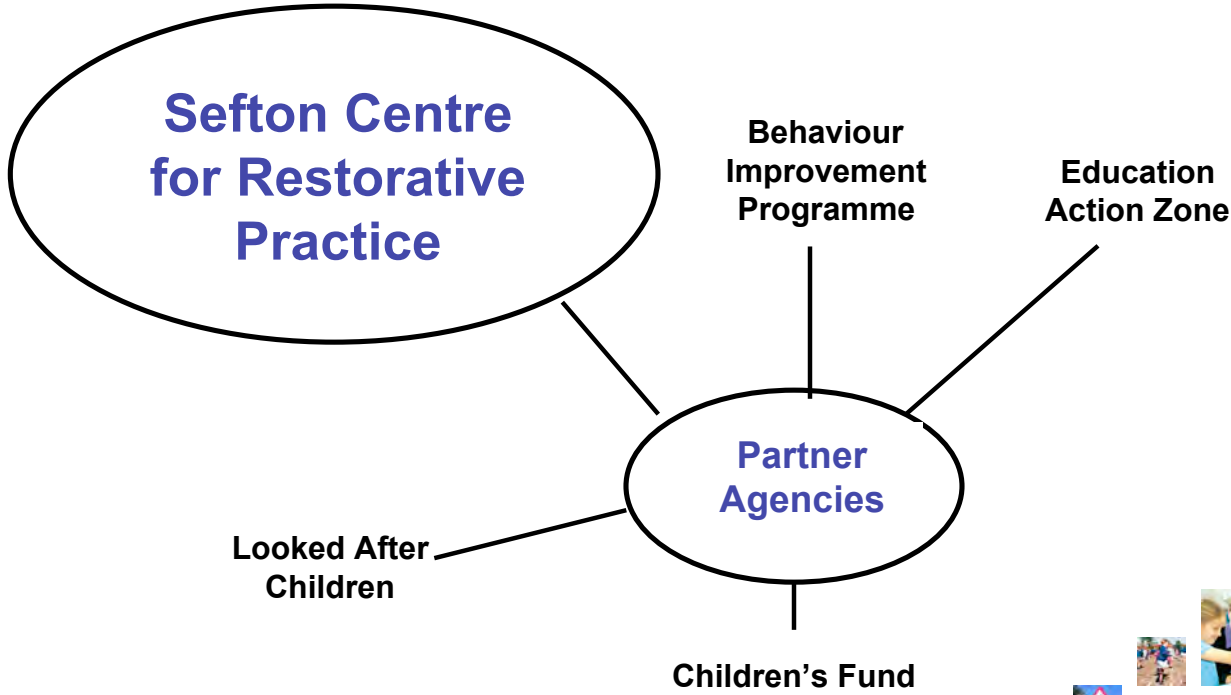 Sefton Centre
for Restorative
Practice
Behaviour
Improvement
Programme
Education
Action Zone
Partner
Agencies
Looked After
Children
Children’s Fund